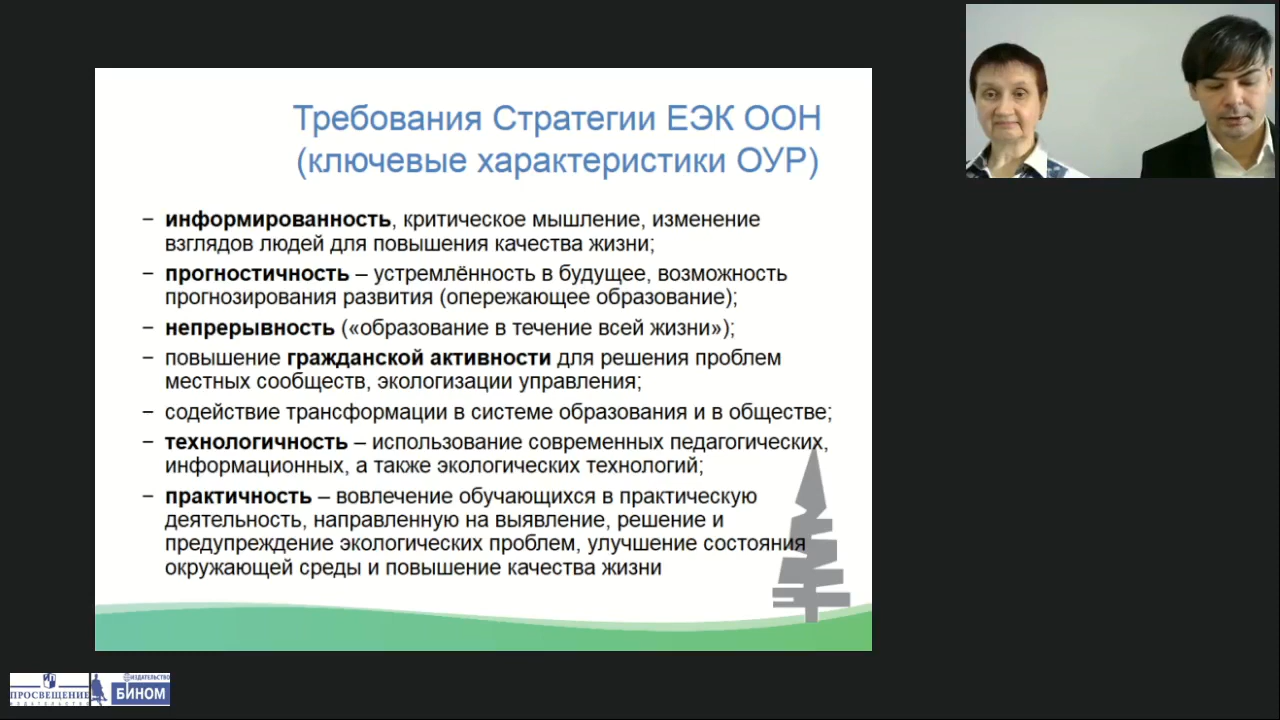 Требования Стратегии ЕЭК ООН
(ключевые характеристики ОУР)
− информированность, критическое мышление, изменение
взглядов людей для повышения качества жизни;
− прогностичность – устремлённость в будущее, возможность
прогнозирования развития (опережающее образование);
− непрерывность («образование в течение всей жизни»);
− повышение гражданской активности для решения проблем
местных сообществ, экологизации управления;
− содействие трансформации в системе образования и в обществе;
− технологичность – использование современных педагогических,
информационных, а также экологических технологий;
− практичность – вовлечение обучающихся в практическую
деятельность, направленную на выявление, решение и
предупреждение экологических проблем, улучшение состояния
окружающей среды и повышение качества жизни
ПРОСВЕЩЕНИЕ
ИЗДАТЕЛЬСТВО
ИЗДАТЕЛЬСТВО
БИНОМ